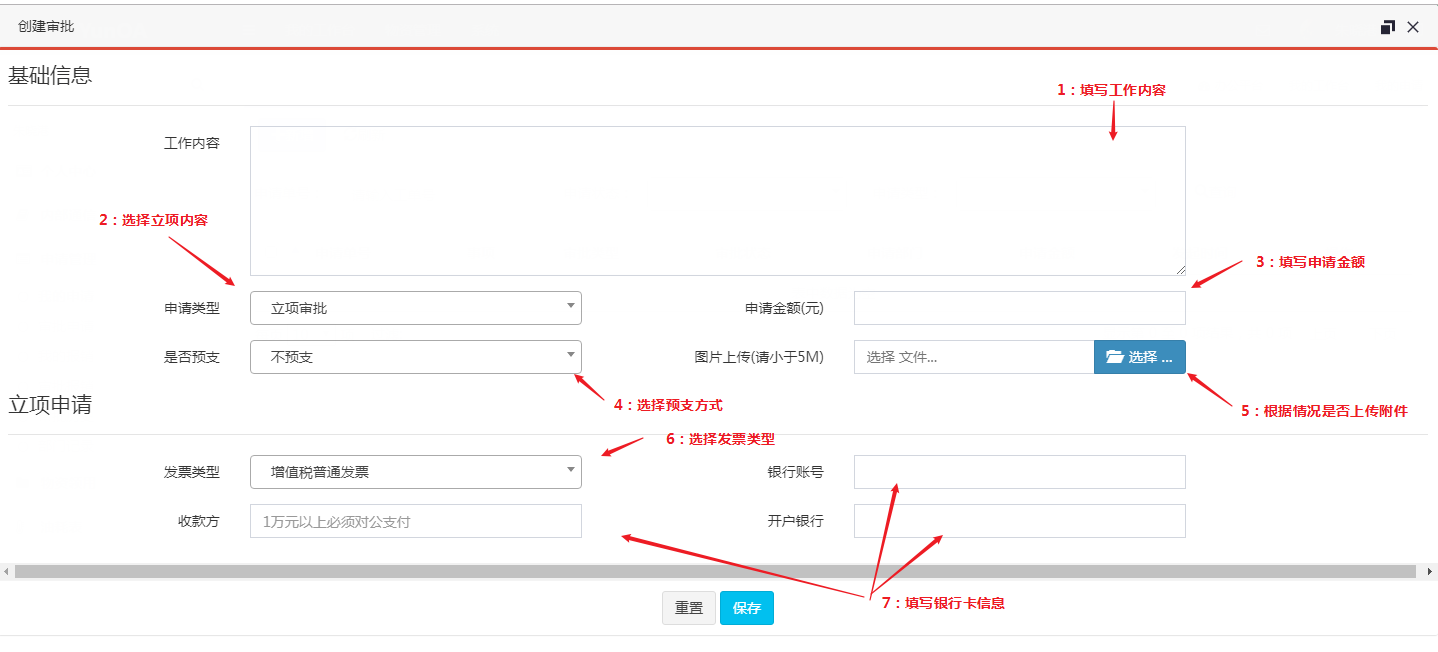 创建审批
基础信息
1：填写工作内容
工作内容
2：选择立项内容
3：填写申请金额
申请类型 立项审批 申请金额(元)
是否预支 不预支 图片上传(请小于5M) 选择 文件... 选择 ...
立项申请
4：选择预支方式
5：根据情况是否上传附件
6：选择发票类型
发票类型 增值税普通发票 银行账号
收款方 1万元以上必须对公支付 开户银行
7：填写银行卡信息
重置 保存